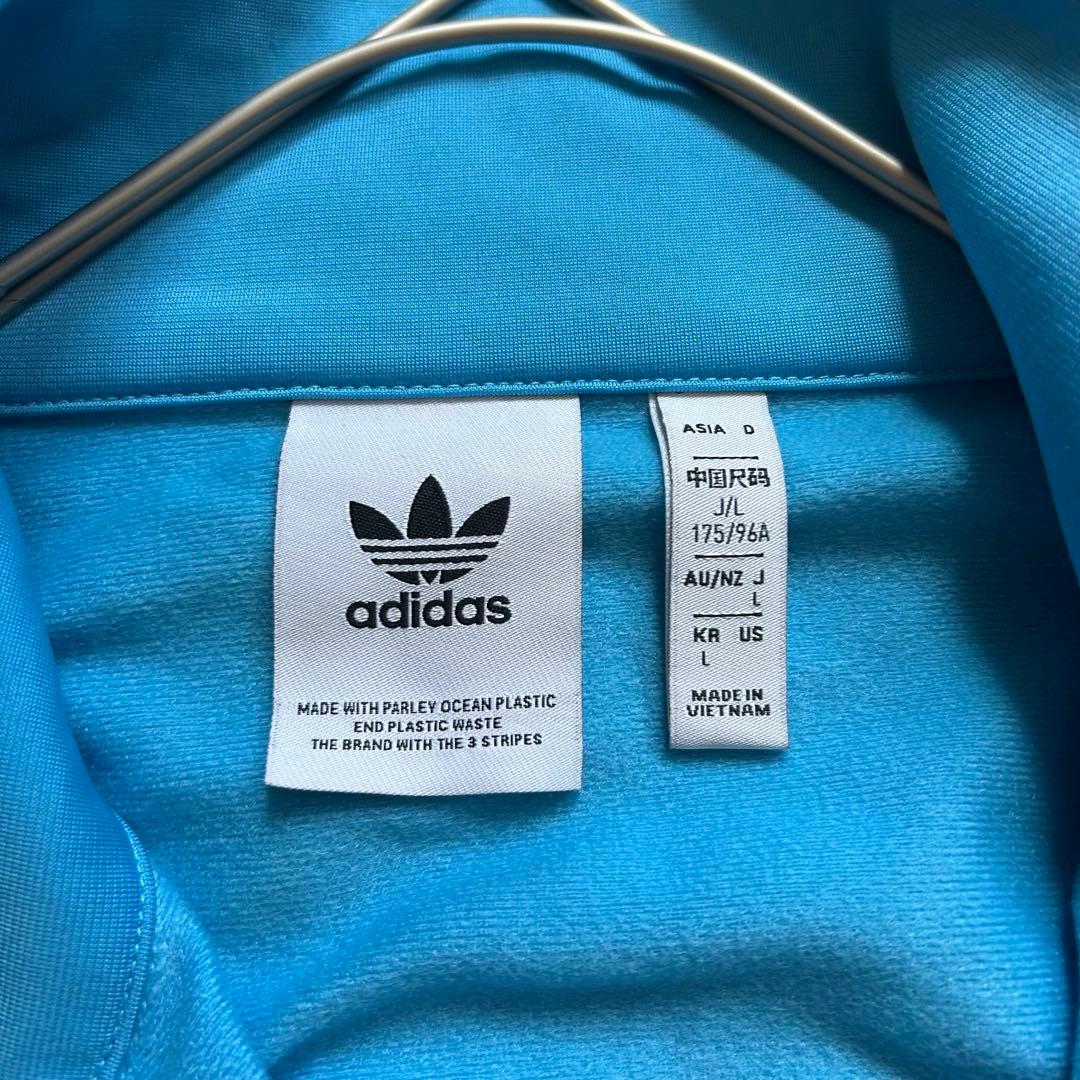 adidas
MADE WITH PARLEY OCEAN PLASTIC
END PLASTIC WASTE
THE BRAND WITH THE 3 STRIPES
ASIA D
中国尺码
J/L
175/96A
AU/NZ J
L
KR US
L
MADE IN
VIETNAM